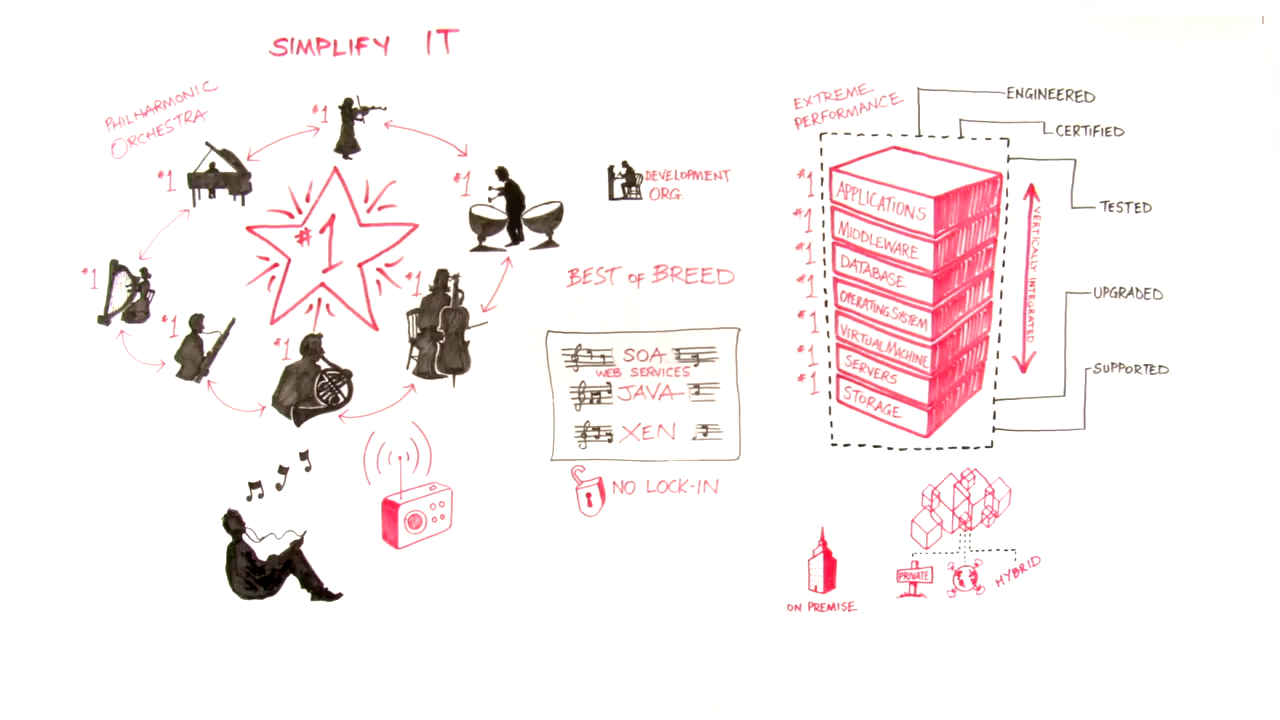 SIMPLIFY IT
PHILHARMONIC
ORCHESTRA
#1
#1
#1
#1
#1
#1
#1
#1
DEVELOPMENT
ORG.
BEST OF BREED
SOA
WEB SERVICES
JAVA
XEN
NO LOCK-IN
EXTREME
PERFORMANCE
ENGINEERED
CERTIFIED
TESTED
UPGRADED
SUPPORTED
#1 APPLICATIONS
#1 MIDDLEWARE
#1 DATABASE
#1 OPERATING SYSTEM
#1 VIRTUAL MACHINE
#1 SERVERS
#1 STORAGE
VERTICALLY INTEGRATED
ON PREMISE
PRIVATE
HYBRID